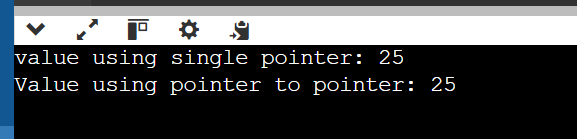 value using single pointer: 25
Value using pointer to pointer: 25